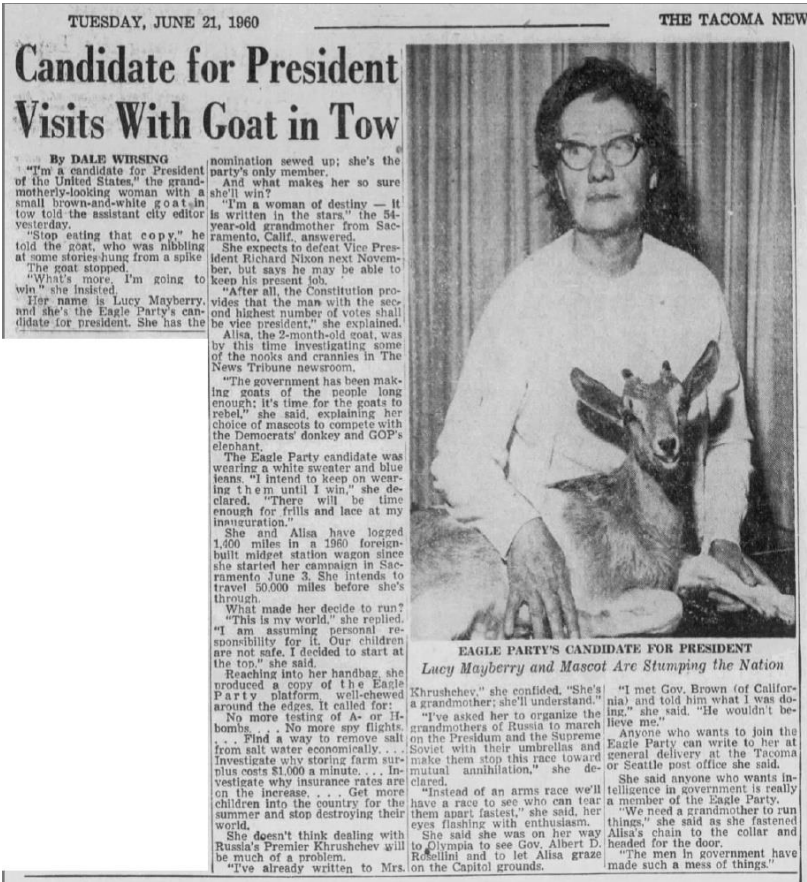 TUESDAY, JUNE 21, 1960
THE TACOMA NEW
Candidate for President
Visits With Goat in Tow
By DALE WIRSING
"I'm a candidate for President
of the United States," the grand-
motherly-looking woman with a
small brown-and-white goat in
tow told the assistant city editor
yesterday.
"Stop eating that copy," he
told the goat, who was nibbling
at some stories hung from a spike
The goat stopped.
"What's more, I'm going to
win," she insisted.
Her name is Lucy Mayberry,
and she's the Eagle Party's can-
didate for president. She has the
nomination sewed up; she's the
party's only member.
And what makes her so sure
she'll win?
"I'm a woman of destiny — it
is written in the stars," the 54-
year-old grandmother from Sac-
ramento, Calif., answered.
She expects to defeat Vice Pres-
ident Richard Nixon next Novem-
ber, but says he may be able to
keep his present job.
"After all, the Constitution pro-
vides that the man with the sec-
ond highest number of votes shall
be vice president," she explained.
Alisa, the 2-month-old goat, was
by this time investigating some
of the nooks and crannies in The
News Tribune newsroom.
"The government has been mak-
ing goats of the people long
enough; it's time for the goats to
rebel," she said, explaining her
choice of mascots to compete with
the Democrats' donkey and GOP's
elephant.
The Eagle Party candidate was
wearing a white sweater and blue
jeans. "I intend to keep on wear-
ing them until I win," she de-
clared. "There will be time
enough for frills and lace at my
inauguration."
She and Alisa have logged
1,400 miles in a 1960 foreign-
built midget station wagon since
she started her campaign in Sac-
ramento June 3. She intends to
travel 50,000 miles before she's
through.
What made her decide to run?
"This is my world," she replied.
"I am assuming personal re-
sponsibility for it. Our children
are not safe. I decided to start at
the top," she said.
Reaching into her handbag, she
produced a copy of the Eagle
Party platform, well-chewed
around the edges. It called for:
No more testing of A- or H-
bombs. . . . No more spy flights.
. . . Find a way to remove salt
from salt water economically. . . .
Investigate why storing farm sur-
plus costs $1,000 a minute. . . . In-
vestigate why insurance rates are
on the increase. . . . Get more
children into the country for the
summer and stop destroying their
world.
She doesn't think dealing with
Russia's Premier Khrushchev will
be much of a problem.
"I've already written to Mrs.
EAGLE PARTY'S CANDIDATE FOR PRESIDENT
Lucy Mayberry and Mascot Are Stumping the Nation
Khrushchev," she confided. "She's
a grandmother; she'll understand."
"I've asked her to organize the
grandmothers of Russia to march
on the Presidum and the Supreme
Soviet with their umbrellas and
make them stop this race toward
mutual annihilation," she de-
clared.
"Instead of an arms race we'll
have a race to see who can tear
them apart fastest," she said, her
eyes flashing with enthusiasm.
She said she was on her way
to Olympia to see Gov. Albert D.
Rosellini and to let Alisa graze
on the Capitol grounds.
"I met Gov. Brown (of Califor-
nia) and told him what I was do-
ing," she said. "He wouldn't be-
lieve me."
Anyone who wants to join the
Eagle Party can write to her at
general delivery at the Tacoma
or Seattle post office she said.
She said anyone who wants in-
telligence in government is really
a member of the Eagle Party.
"We need a grandmother to run
things," she said as she fastened
Alisa's chain to the collar and
headed for the door.
"The men in government have
made such a mess of things."